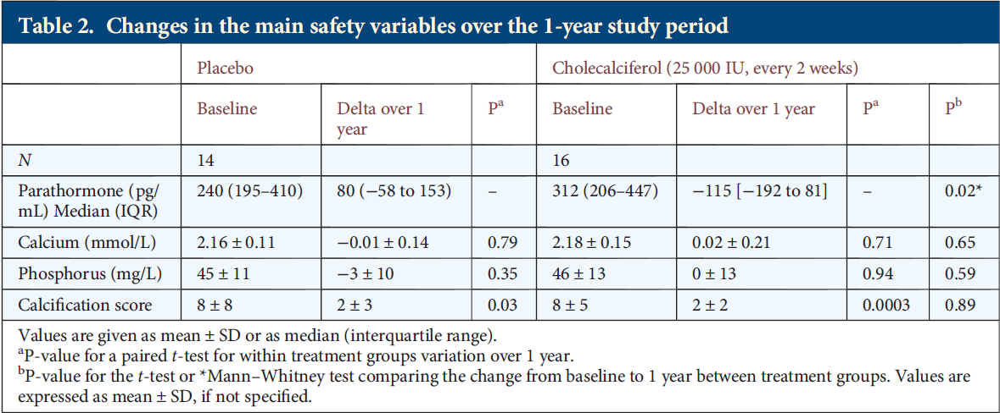 Table 2. Changes in the main safety variables over the 1-year study period
Placebo Cholecalciferol (25 000 IU, every 2 weeks)
Baseline Delta over 1 year Pa Baseline Delta over 1 year Pa Pb
N 14 16
Parathormone (pg/mL) Median (IQR) 240 (195–410) 80 (−58 to 153) – 312 (206–447) −115 [−192 to 81] – 0.02*
Calcium (mmol/L) 2.16 ± 0.11 −0.01 ± 0.14 0.79 2.18 ± 0.15 0.02 ± 0.21 0.71 0.65
Phosphorus (mg/L) 45 ± 11 −3 ± 10 0.35 46 ± 13 0 ± 13 0.94 0.59
Calcification score 8 ± 8 2 ± 3 0.03 8 ± 5 2 ± 2 0.0003 0.89
Values are given as mean ± SD or as median (interquartile range).
aP-value for a paired t-test for within treatment groups variation over 1 year.
bP-value for the t-test or *Mann–Whitney test comparing the change from baseline to 1 year between treatment groups. Values are
expressed as mean ± SD, if not specified.